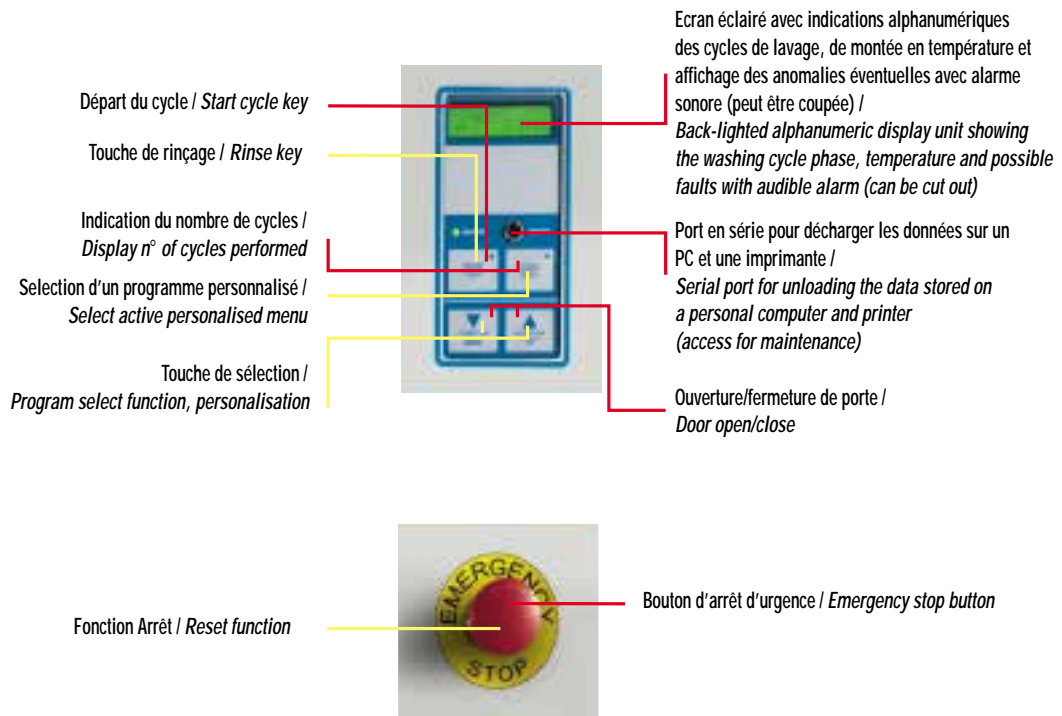 Ecran éclairé avec indications alphanumériques
des cycles de lavage, de montée en température et
affichage des anomalies éventuelles avec alarme
sonore (peut être coupée) /
Back-lighted alphanumeric display unit showing
the washing cycle phase, temperature and possible
faults with audible alarm (can be cut out)
Départ du cycle / Start cycle key
Touche de rinçage / Rinse key
Indication du nombre de cycles /
Display n° of cycles performed
Selection d'un programme personnalisé /
Select active personalised menu
Touche de sélection /
Program select function, personalisation
Port en série pour décharger les données sur un
PC et une imprimante /
Serial port for unloading the data stored on
a personal computer and printer
(access for maintenance)
Ouverture/fermeture de porte /
Door open/close
EMERGENCY
STOP
Fonction Arrêt / Reset function
Bouton d'arrêt d'urgence / Emergency stop button